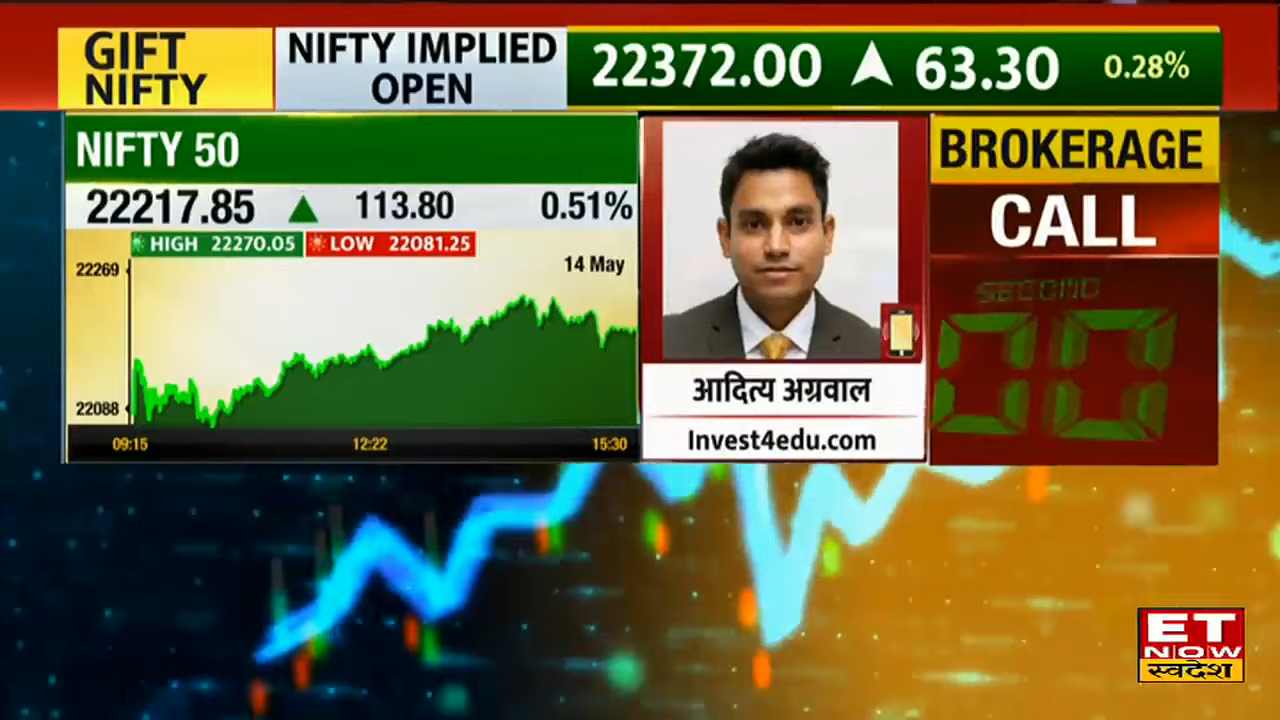 GIFT
NIFTY
NIFTY IMPLIED
OPEN
22372.00 ▲ 63.30 0.28%
NIFTY 50
22217.85 ▲ 113.80 0.51%
HIGH 22270.05 LOW 22081.25
22269
14 May
22088
09:15 12:22 15:30
आदित्य अग्रवाल
Invest4edu.com
BROKERAGE
CALL
SECOND
00
ET
NOW
स्वदेश